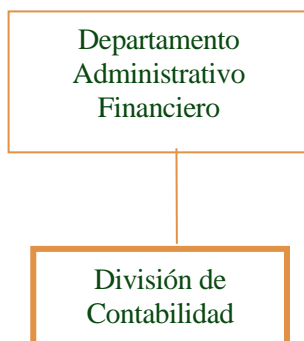 Departamento
Administrativo
Financiero
División de
Contabilidad